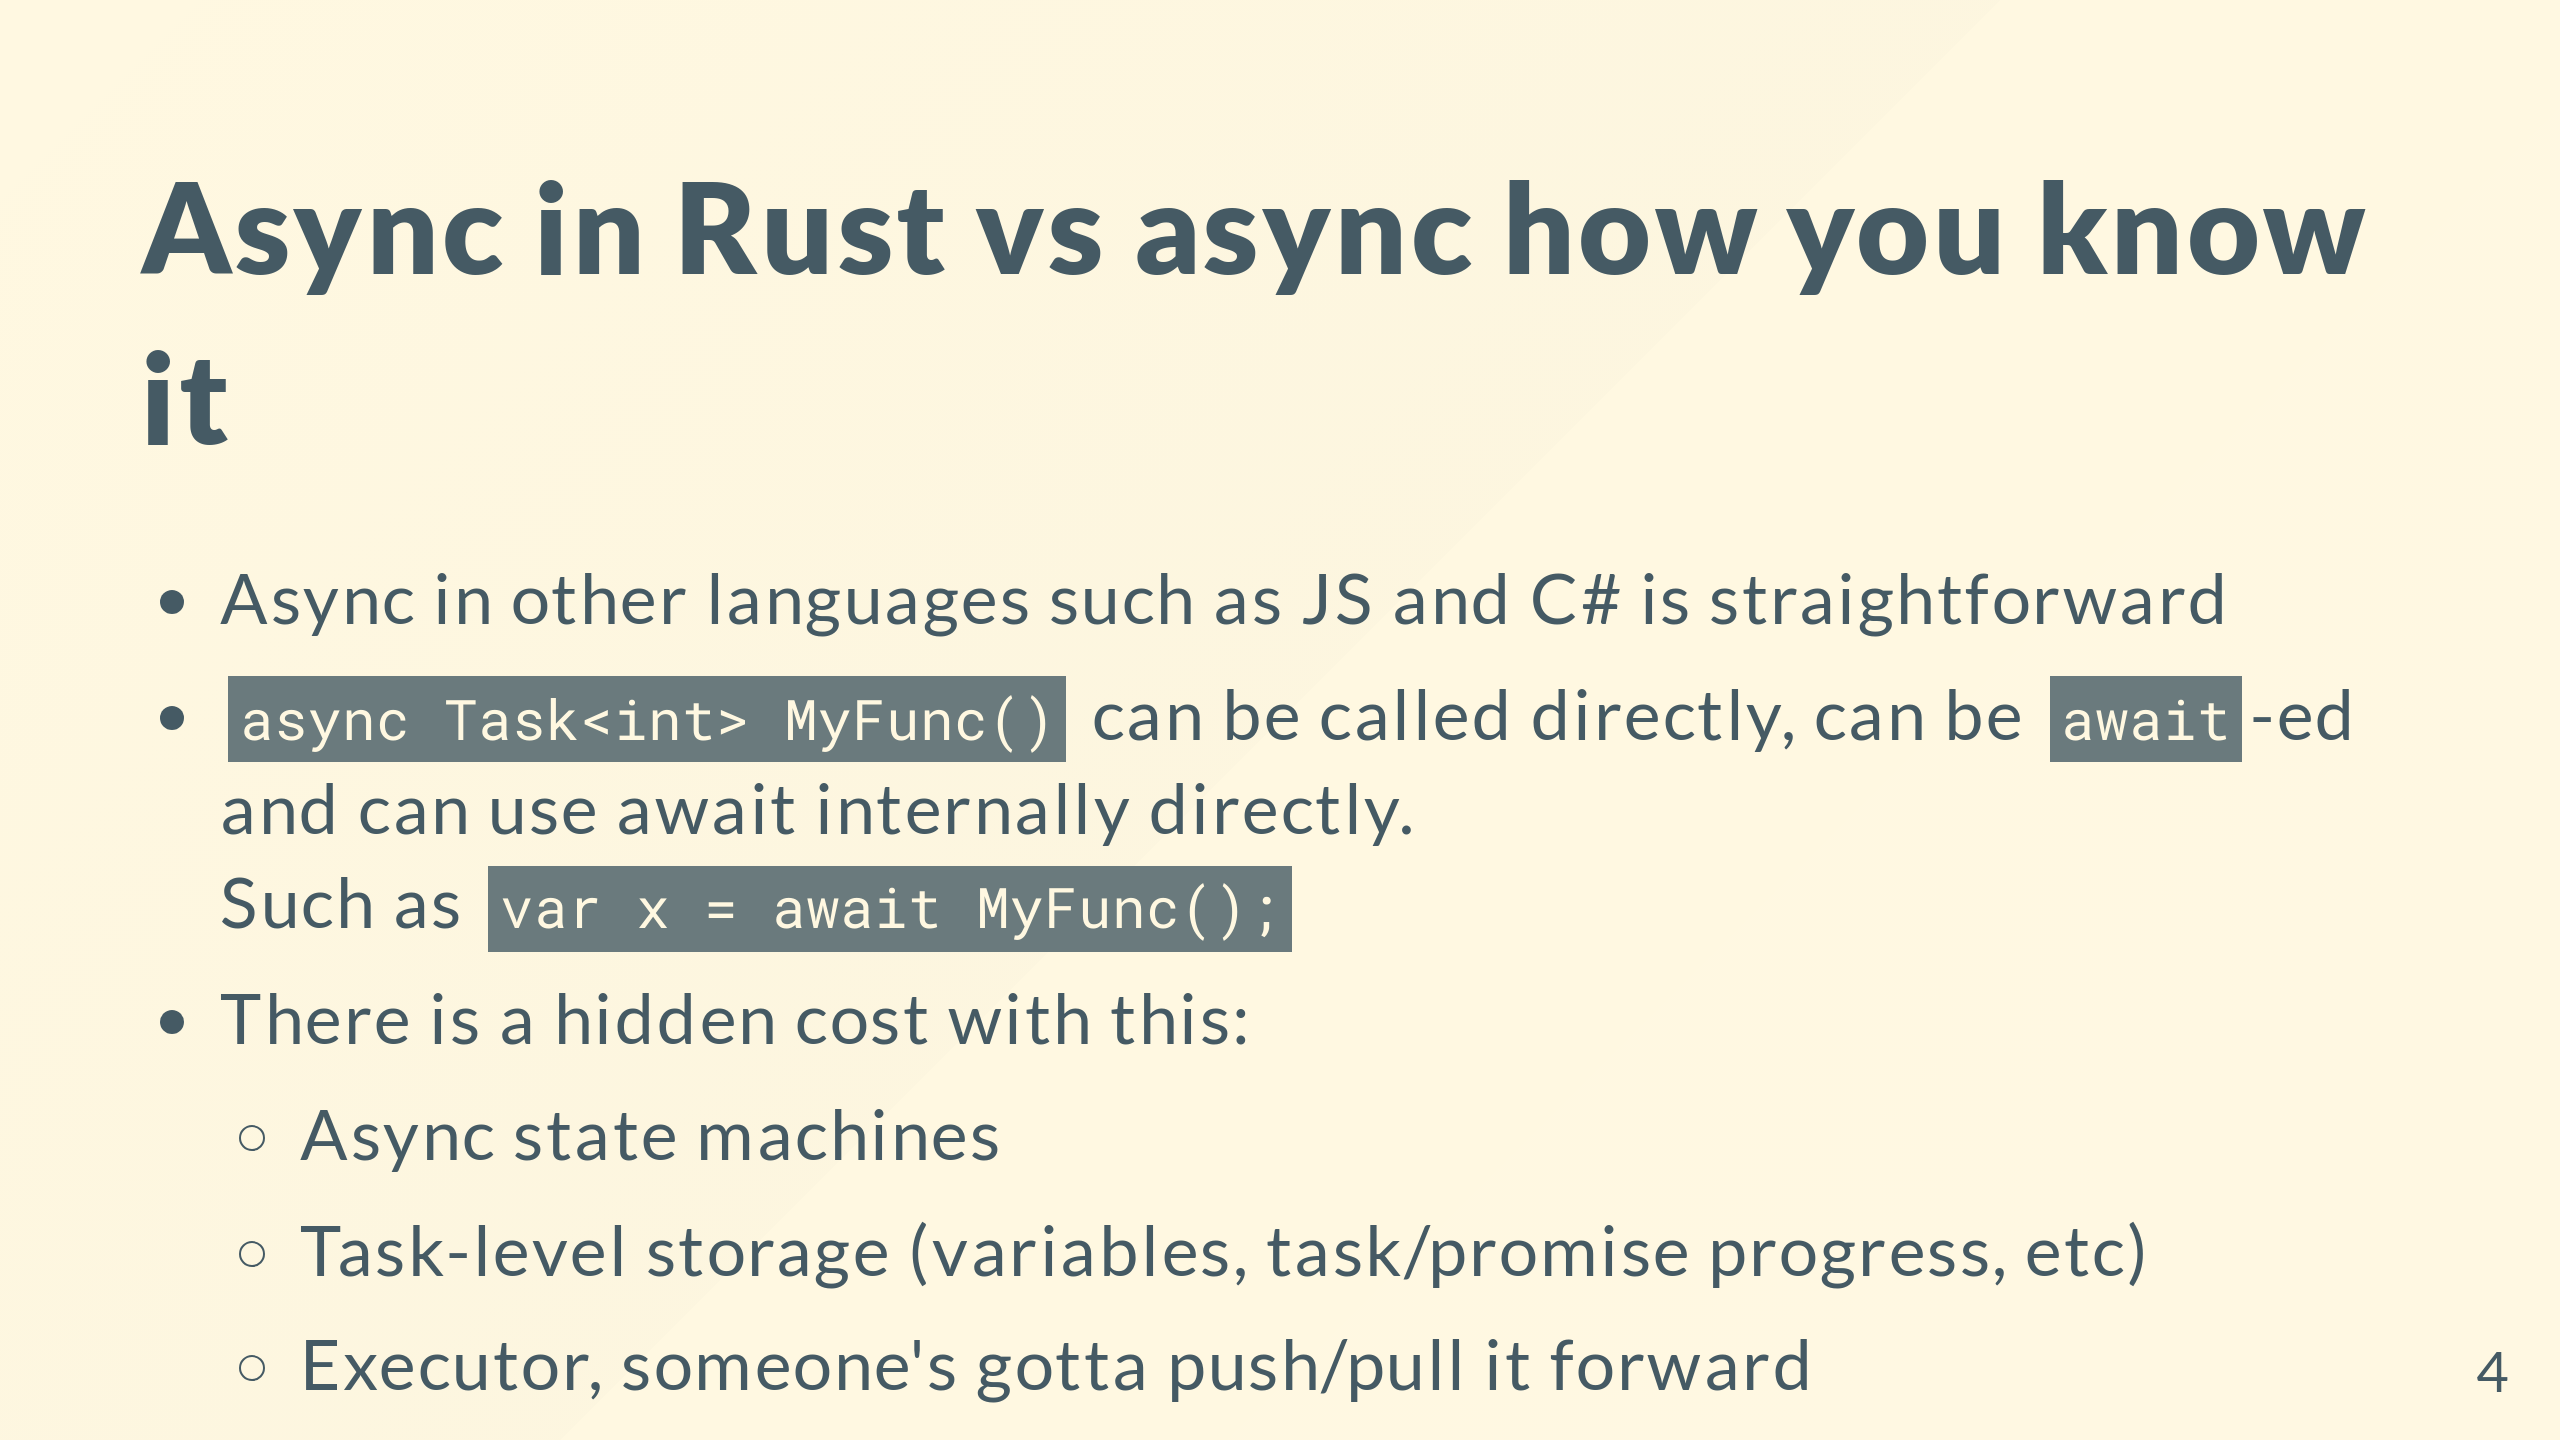 Async in Rust vs async how you know
it
• Async in other languages such as JS and C# is straightforward
• async Task<int> MyFunc() can be called directly, can be await -ed
and can use await internally directly.
Such as var x = await MyFunc();
• There is a hidden cost with this:
○ Async state machines
○ Task-level storage (variables, task/promise progress, etc)
○ Executor, someone's gotta push/pull it forward
4